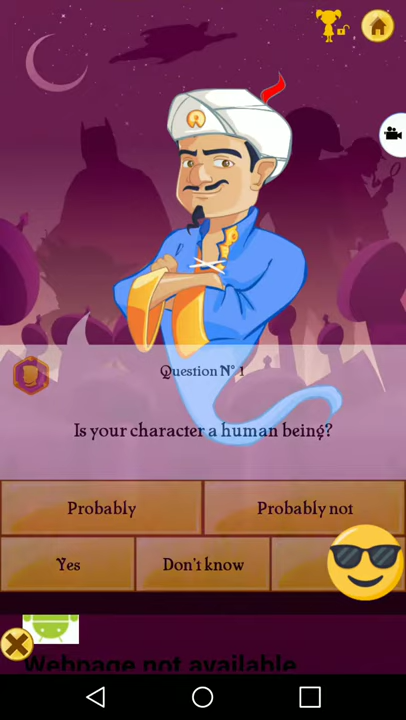 Question N° 1
Is your character a human being?
Probably
Probably not
Yes
Don't know
Webpage not available